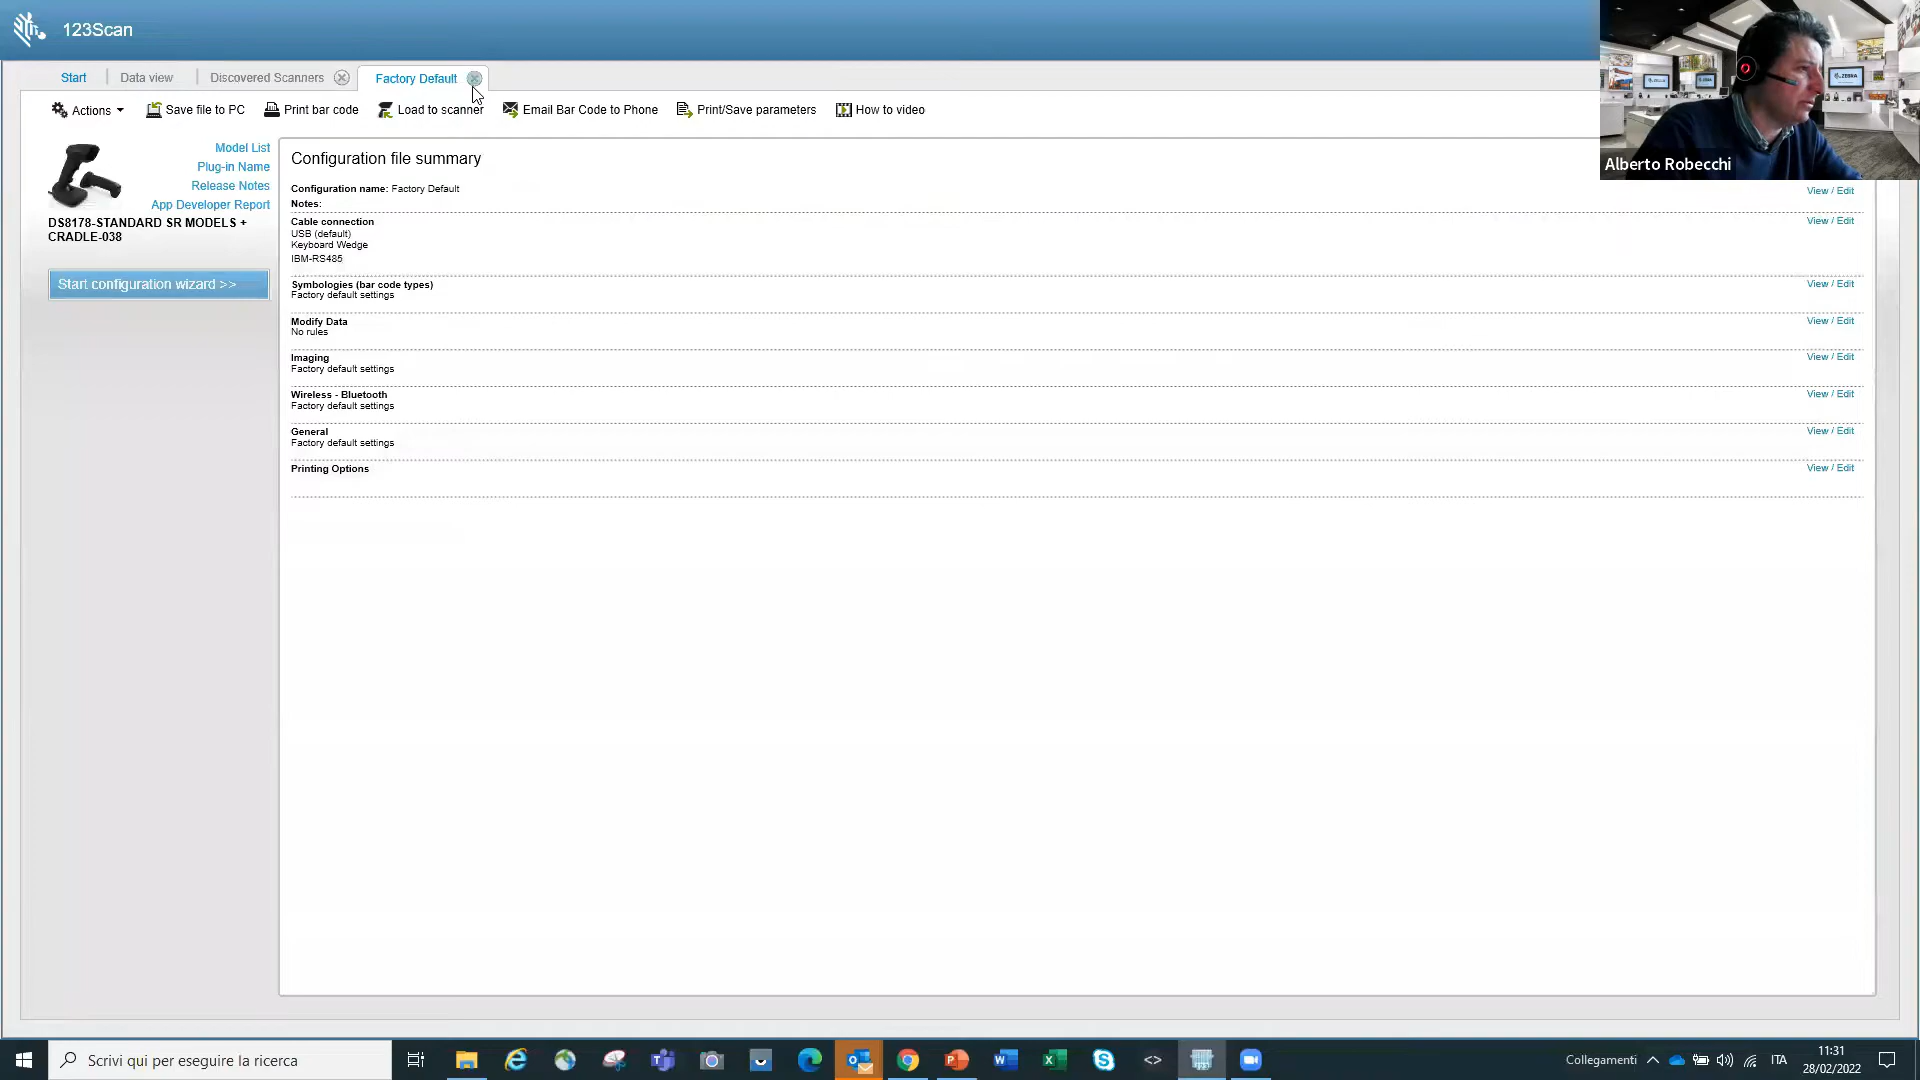 123Scan
Start
Data view
Discovered Scanners
Factory Default
Actions
Save file to PC
Print bar code
Load to scanner
Email Bar Code to Phone
Print/Save parameters
How to video
Model List
Plug-in Name
Release Notes
App Developer Report
DS8178-STANDARD SR MODELS +
CRADLE-038
Start configuration wizard >>
Configuration file summary
Configuration name: Factory Default
View / Edit
Notes:
Cable connection
View / Edit
USB (default)
Keyboard Wedge
IBM-RS485
Symbologies (bar code types)
View / Edit
Factory default settings
Modify Data
View / Edit
No rules
Imaging
View / Edit
Factory default settings
Wireless - Bluetooth
View / Edit
Factory default settings
General
View / Edit
Factory default settings
Printing Options
View / Edit
ZEBRA
Alberto Robecchi
Scrivi qui per eseguire la ricerca
Collegamenti
ITA
11:31
28/02/2022